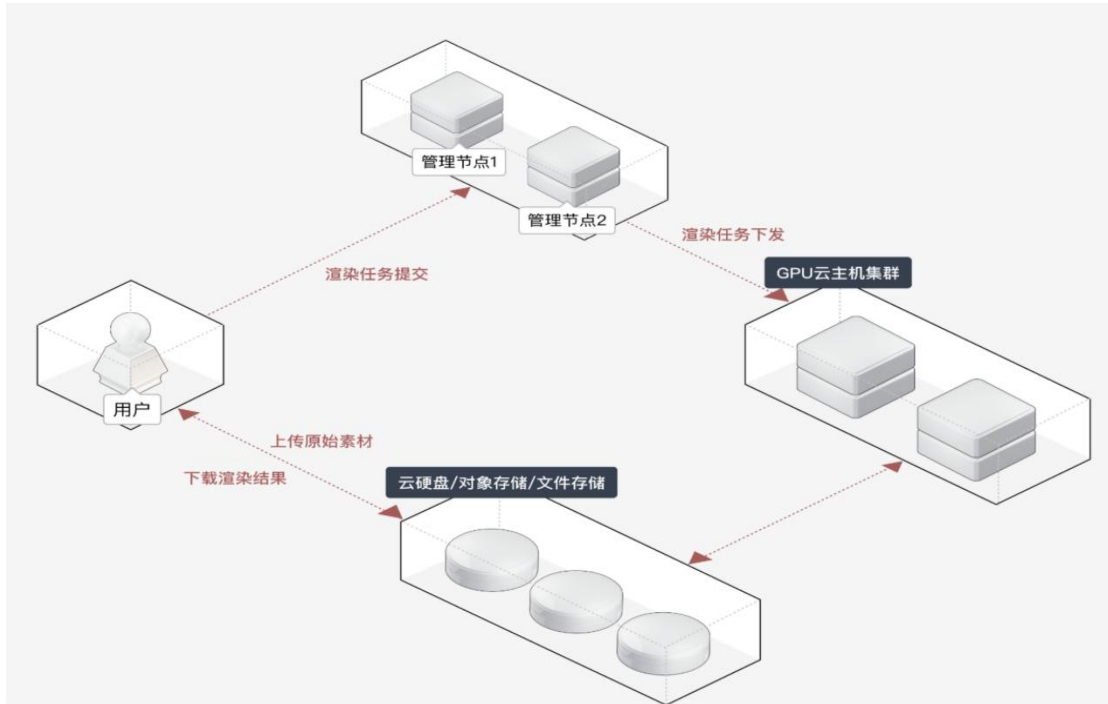 管理节点1
管理节点2
渲染任务下发
渲染任务提交
GPU云主机集群
用户
上传原始素材
下载渲染结果
云硬盘/对象存储/文件存储